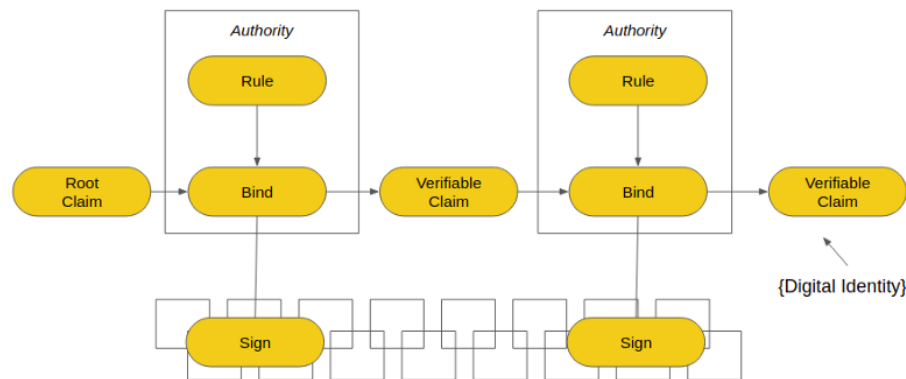 Authority
Authority
Rule
Rule
Root
Claim
Bind
Verifiable
Claim
Bind
Verifiable
Claim
{Digital Identity}
Sign
Sign